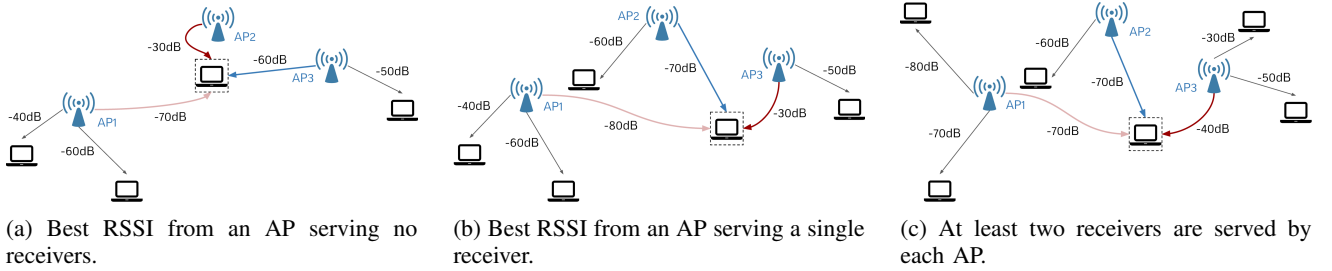 AP2
-30dB
-60dB
AP3
-50dB
-40dB
AP1
-70dB
-60dB
(a) Best RSSI from an AP serving no
receivers.
AP2
-60dB
-70dB
AP3
-50dB
-40dB
AP1
-30dB
-80dB
-60dB
(b) Best RSSI from an AP serving a single
receiver.
AP2
-30dB
-60dB
-80dB
-70dB
AP3
-50dB
AP1
-40dB
-70dB
-70dB
(c) At least two receivers are served by
each AP.